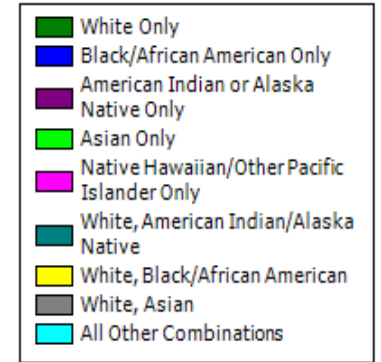 White Only
Black/African American Only
American Indian or Alaska
Native Only
Asian Only
Native Hawaiian/Other Pacific
Islander Only
White, American Indian/Alaska
Native
White, Black/African American
White, Asian
All Other Combinations